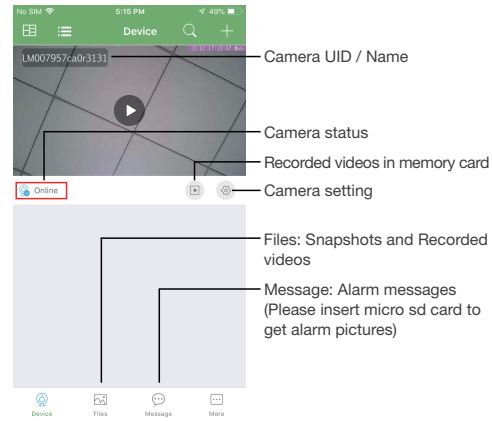 No SIM 5:15 PM 49%
Device
LM007957ca0r3131
Camera UID / Name
Camera status
Recorded videos in memory card
Online
Camera setting
Files: Snapshots and Recorded
videos
Message: Alarm messages
(Please insert micro sd card to
get alarm pictures)
Device Files Message More